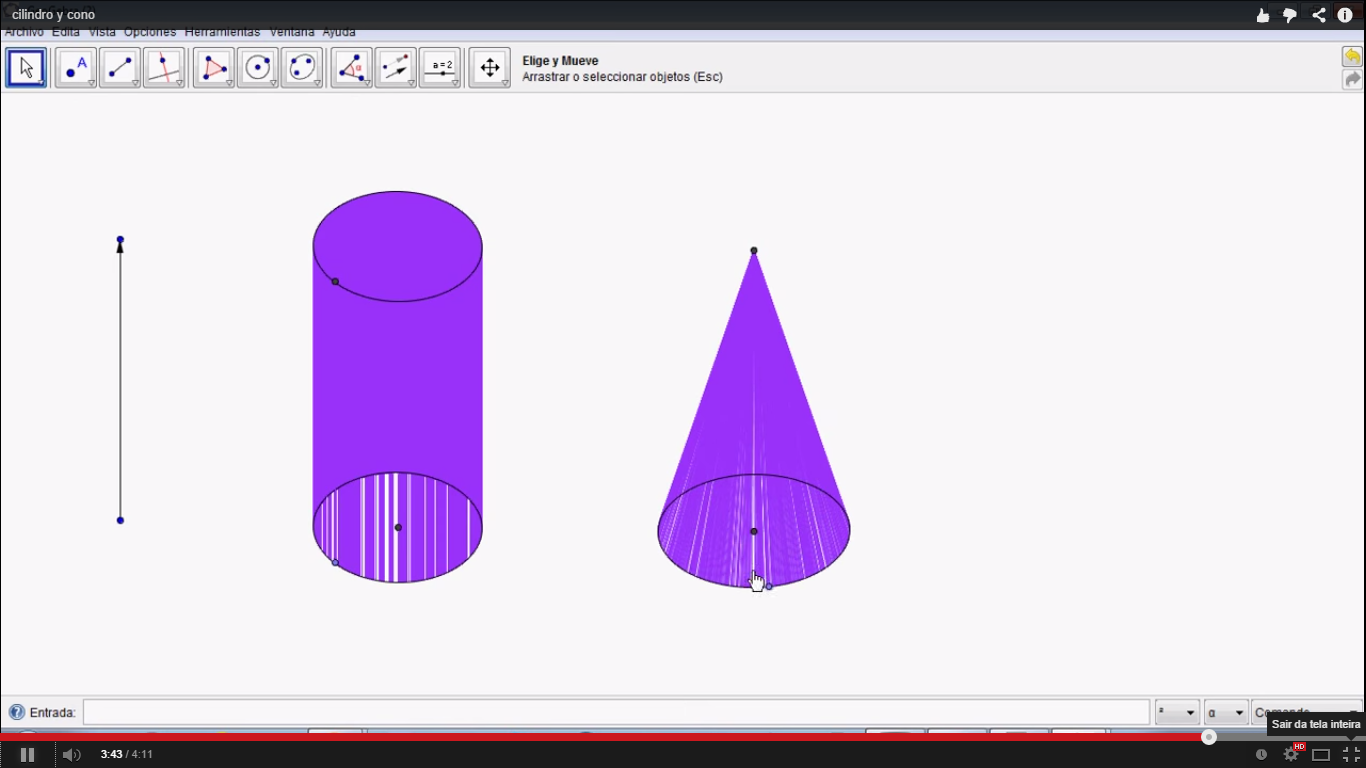 cilindro y cono
Archivo Edita Vista Opciones Herramientas Ventana Ayuda
A
α
a=2
Elige y Mueve
Arrastrar o seleccionar objetos (Esc)
Entrada:
²
α
Sair da tela inteira
3:43 / 4:11
HD